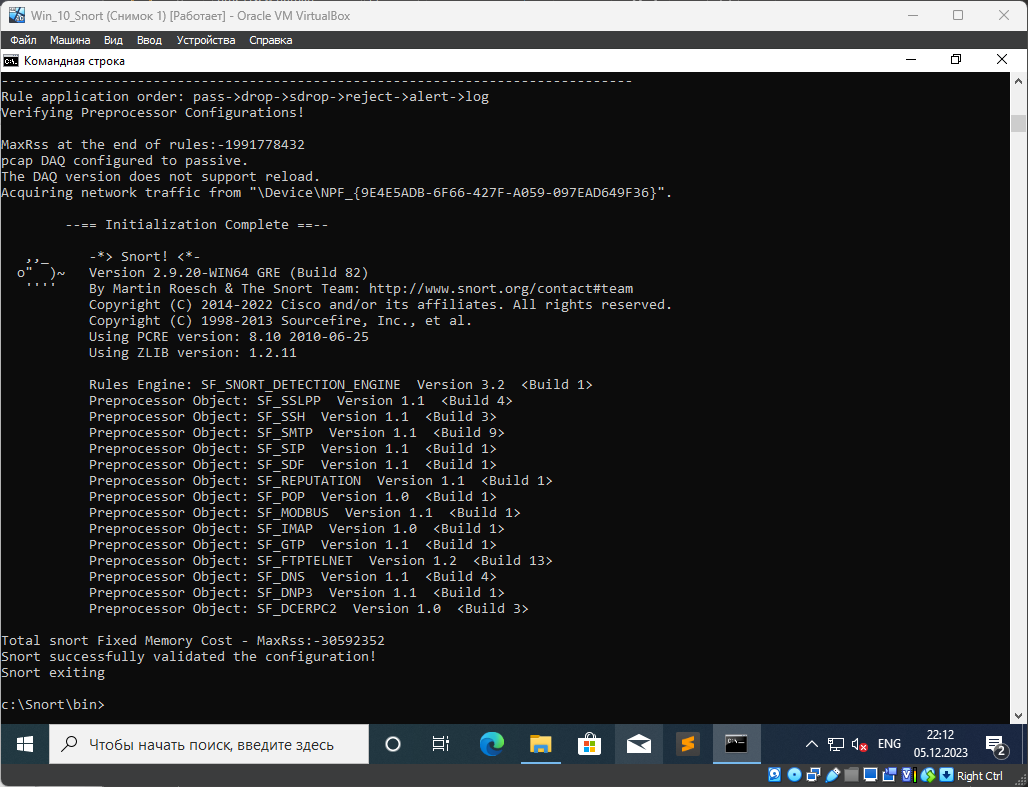 Win_10_Snort (Снимок 1) [Работает] - Oracle VM VirtualBox
Файл Машина Вид Ввод Устройства Справка
Командная строка
--------------------------------------------------------------------------------
Rule application order: pass->drop->sdrop->reject->alert->log
Verifying Preprocessor Configurations!
MaxRss at the end of rules:-1991778432
pcap DAQ configured to passive.
The DAQ version does not support reload.
Acquiring network traffic from "\Device\NPF_{9E4E5ADB-6F66-427F-A059-097EAD649F36}".
--== Initialization Complete ==--
,,_ -*> Snort! <*-
o" )~ Version 2.9.20-WIN64 GRE (Build 82)
'''' By Martin Roesch & The Snort Team: http://www.snort.org/contact#team
Copyright (C) 2014-2022 Cisco and/or its affiliates. All rights reserved.
Copyright (C) 1998-2013 Sourcefire, Inc., et al.
Using PCRE version: 8.10 2010-06-25
Using ZLIB version: 1.2.11
Rules Engine: SF_SNORT_DETECTION_ENGINE Version 3.2 <Build 1>
Preprocessor Object: SF_SSLPP Version 1.1 <Build 4>
Preprocessor Object: SF_SSH Version 1.1 <Build 3>
Preprocessor Object: SF_SMTP Version 1.1 <Build 9>
Preprocessor Object: SF_SIP Version 1.1 <Build 1>
Preprocessor Object: SF_SDF Version 1.1 <Build 1>
Preprocessor Object: SF_REPUTATION Version 1.1 <Build 1>
Preprocessor Object: SF_POP Version 1.0 <Build 1>
Preprocessor Object: SF_MODBUS Version 1.1 <Build 1>
Preprocessor Object: SF_IMAP Version 1.0 <Build 1>
Preprocessor Object: SF_GTP Version 1.1 <Build 1>
Preprocessor Object: SF_FTPTELNET Version 1.2 <Build 13>
Preprocessor Object: SF_DNS Version 1.1 <Build 4>
Preprocessor Object: SF_DNP3 Version 1.1 <Build 1>
Preprocessor Object: SF_DCERPC2 Version 1.0 <Build 3>
Total snort Fixed Memory Cost - MaxRss:-30592352
Snort successfully validated the configuration!
Snort exiting
c:\Snort\bin>
Чтобы начать поиск, введите здесь
ENG
22:12
05.12.2023
2
Right Ctrl